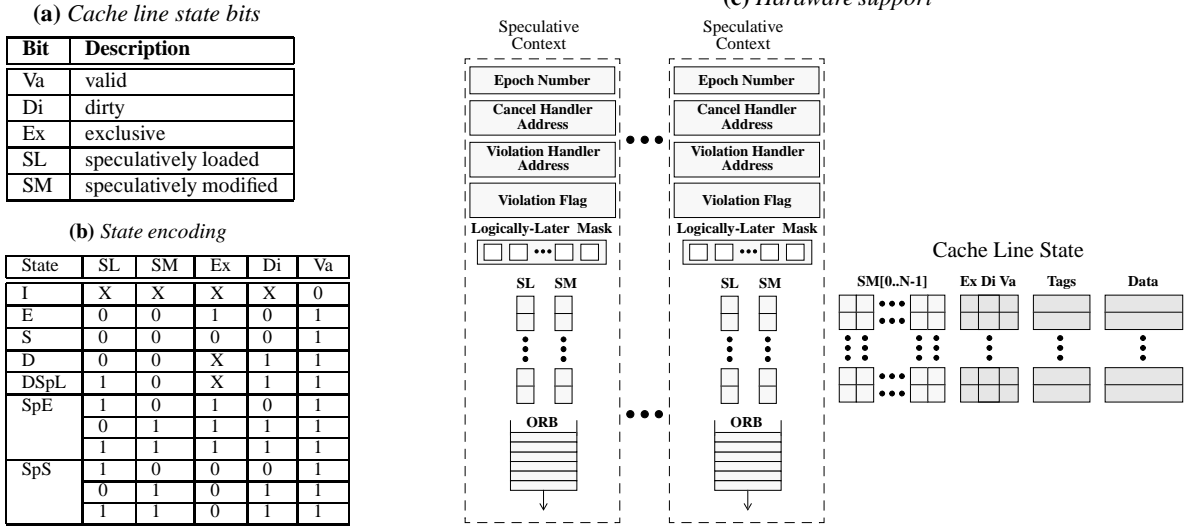 (a) Cache line state bits
Bit Description
Va valid
Di dirty
Ex exclusive
SL speculatively loaded
SM speculatively modified
(b) State encoding
State SL SM Ex Di Va
I X X X X 0
E 0 0 1 0 1
S 0 0 0 0 1
D 0 0 X 1 1
DSpL 1 0 X 1 1
SpE 1 0 1 0 1
0 1 1 1 1
1 1 1 1 1
SpS 1 0 0 0 1
0 1 0 1 1
1 1 0 1 1
(c) Hardware support
Speculative
Context
Epoch Number
Cancel Handler
Address
Violation Handler
Address
Violation Flag
Logically-Later Mask
SL SM
ORB
Speculative
Context
Epoch Number
Cancel Handler
Address
Violation Handler
Address
Violation Flag
Logically-Later Mask
SL SM
ORB
Cache Line State
SM[0..N-1] Ex Di Va Tags Data